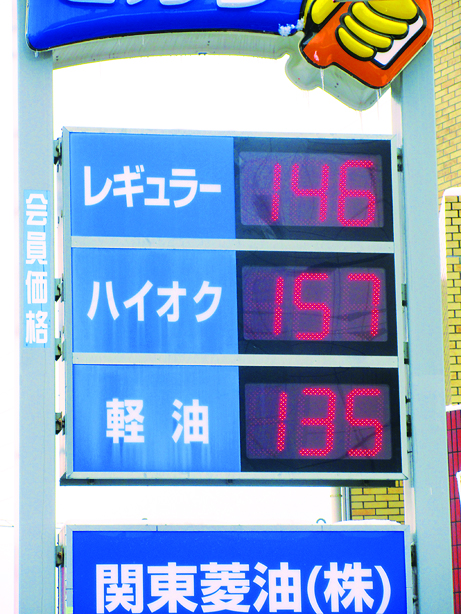 レギュラー 146
ハイオク 157
軽油 135
会員価格
関東菱油(株)